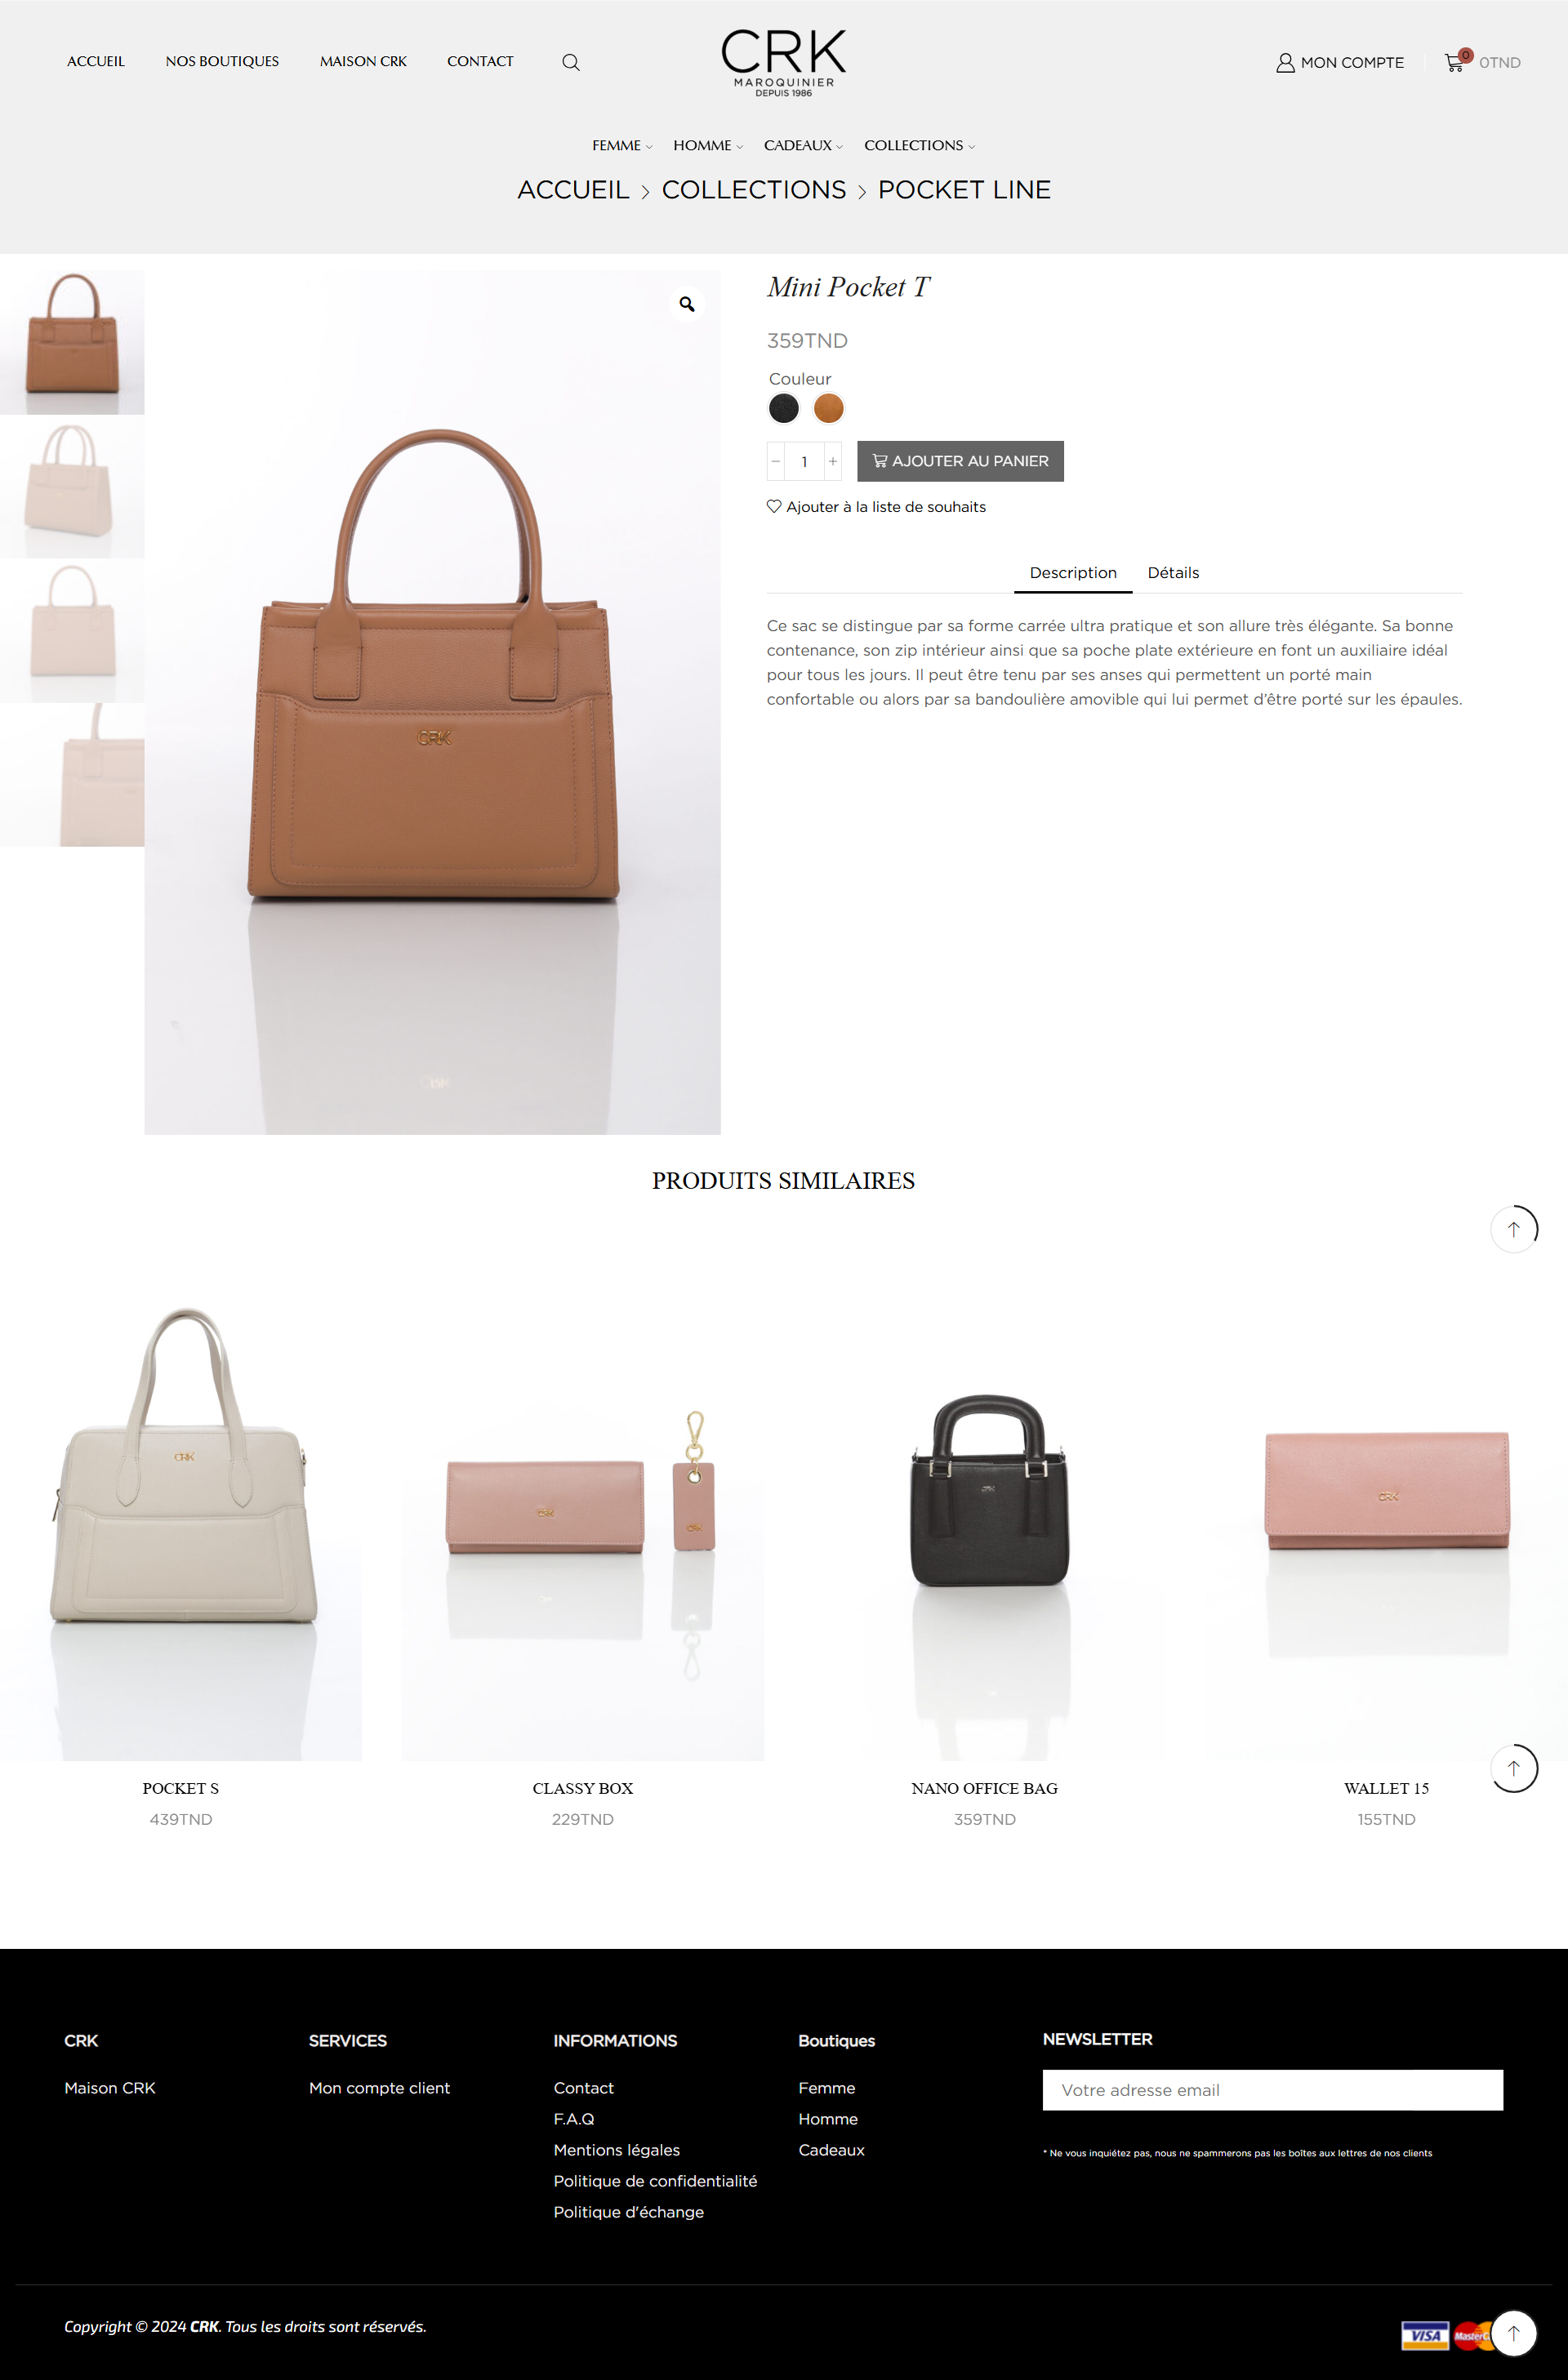 ACCUEIL
NOS BOUTIQUES
MAISON CRK
CONTACT
CRK
MAROQUINIER
DEPUIS 1986
MON COMPTE
0
0TND
FEMME
HOMME
CADEAUX
COLLECTIONS
ACCUEIL > COLLECTIONS > POCKET LINE
CRK
Mini Pocket T
359TND
Couleur
1
AJOUTER AU PANIER
Ajouter à la liste de souhaits
Description
Détails
Ce sac se distingue par sa forme carrée ultra pratique et son allure très élégante. Sa bonne
contenance, son zip intérieur ainsi que sa poche plate extérieure en font un auxiliaire idéal
pour tous les jours. Il peut être tenu par ses anses qui permettent un porté main
confortable ou alors par sa bandoulière amovible qui lui permet d’être porté sur les épaules.
PRODUITS SIMILAIRES
CRK
CRK
CRK
CRK
CRK
POCKET S
439TND
CLASSY BOX
229TND
NANO OFFICE BAG
359TND
WALLET 15
155TND
CRK
Maison CRK
SERVICES
Mon compte client
INFORMATIONS
Contact
F.A.Q
Mentions légales
Politique de confidentialité
Politique d'échange
Boutiques
Femme
Homme
Cadeaux
NEWSLETTER
Votre adresse email
* Ne vous inquiétez pas, nous ne spammerons pas les boîtes aux lettres de nos clients
Copyright © 2024 CRK. Tous les droits sont réservés.
VISA